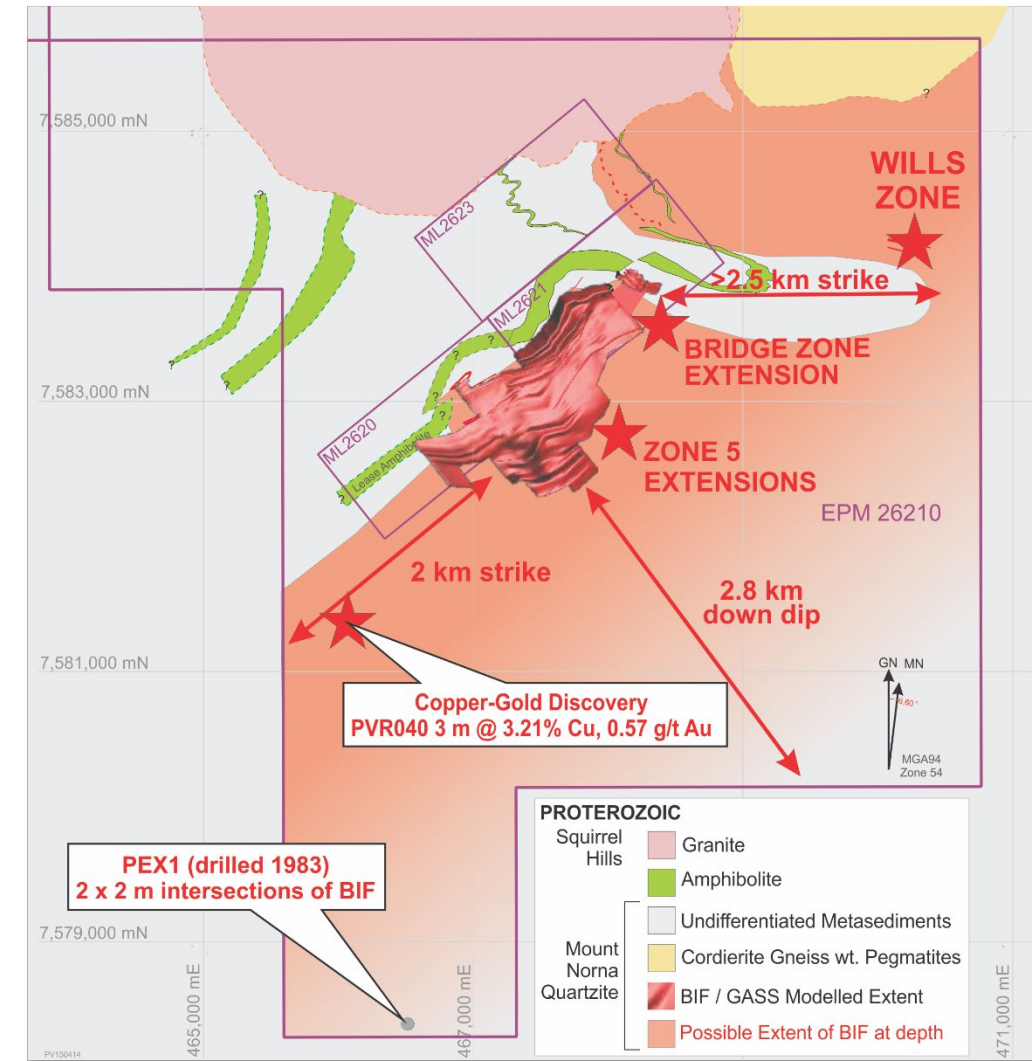 7,585,000 mN
?
WILLS
ZONE
ML2623
?
?
>2.5 km strike
ML2621
BRIDGE ZONE
EXTENSION
?
?
?
?
?
7,583,000 mN
?
?
ML2620
Lease Amphibolite
ZONE 5
EXTENSIONS
?
EPM 26210
2 km strike
2.8 km
down dip
7,581,000 mN
GN MN
6.60 °
MGA94
Zone 54
Copper-Gold Discovery
PVR040 3 m @ 3.21% Cu, 0.57 g/t Au
PROTEROZOIC
Squirrel
Hills
Granite
Amphibolite
Mount
Norna
Quartzite
Undifferentiated Metasediments
Cordierite Gneiss wt. Pegmatites
BIF / GASS Modelled Extent
Possible Extent of BIF at depth
PEX1 (drilled 1983)
2 x 2 m intersections of BIF
7,579,000 mN
465,000 mE
467,000 mE
471,000 mE
PV150414